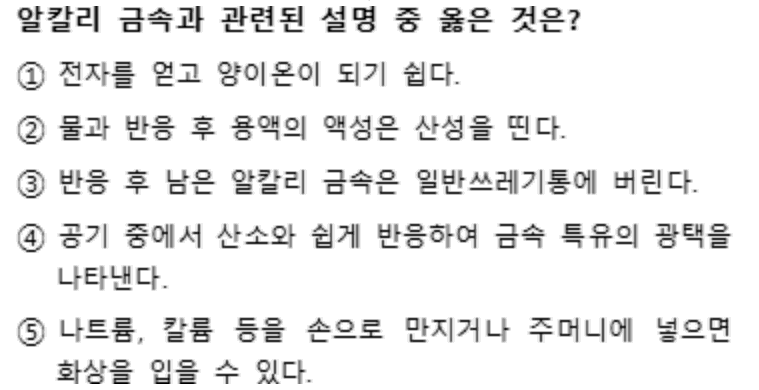 알칼리 금속과 관련된 설명 중 옳은 것은?
① 전자를 얻고 양이온이 되기 쉽다.
② 물과 반응 후 용액의 액성은 산성을 띤다.
③ 반응 후 남은 알칼리 금속은 일반쓰레기통에 버린다.
④ 공기 중에서 산소와 쉽게 반응하여 금속 특유의 광택을
나타낸다.
⑤ 나트륨, 칼륨 등을 손으로 만지거나 주머니에 넣으면
화상을 입을 수 있다.